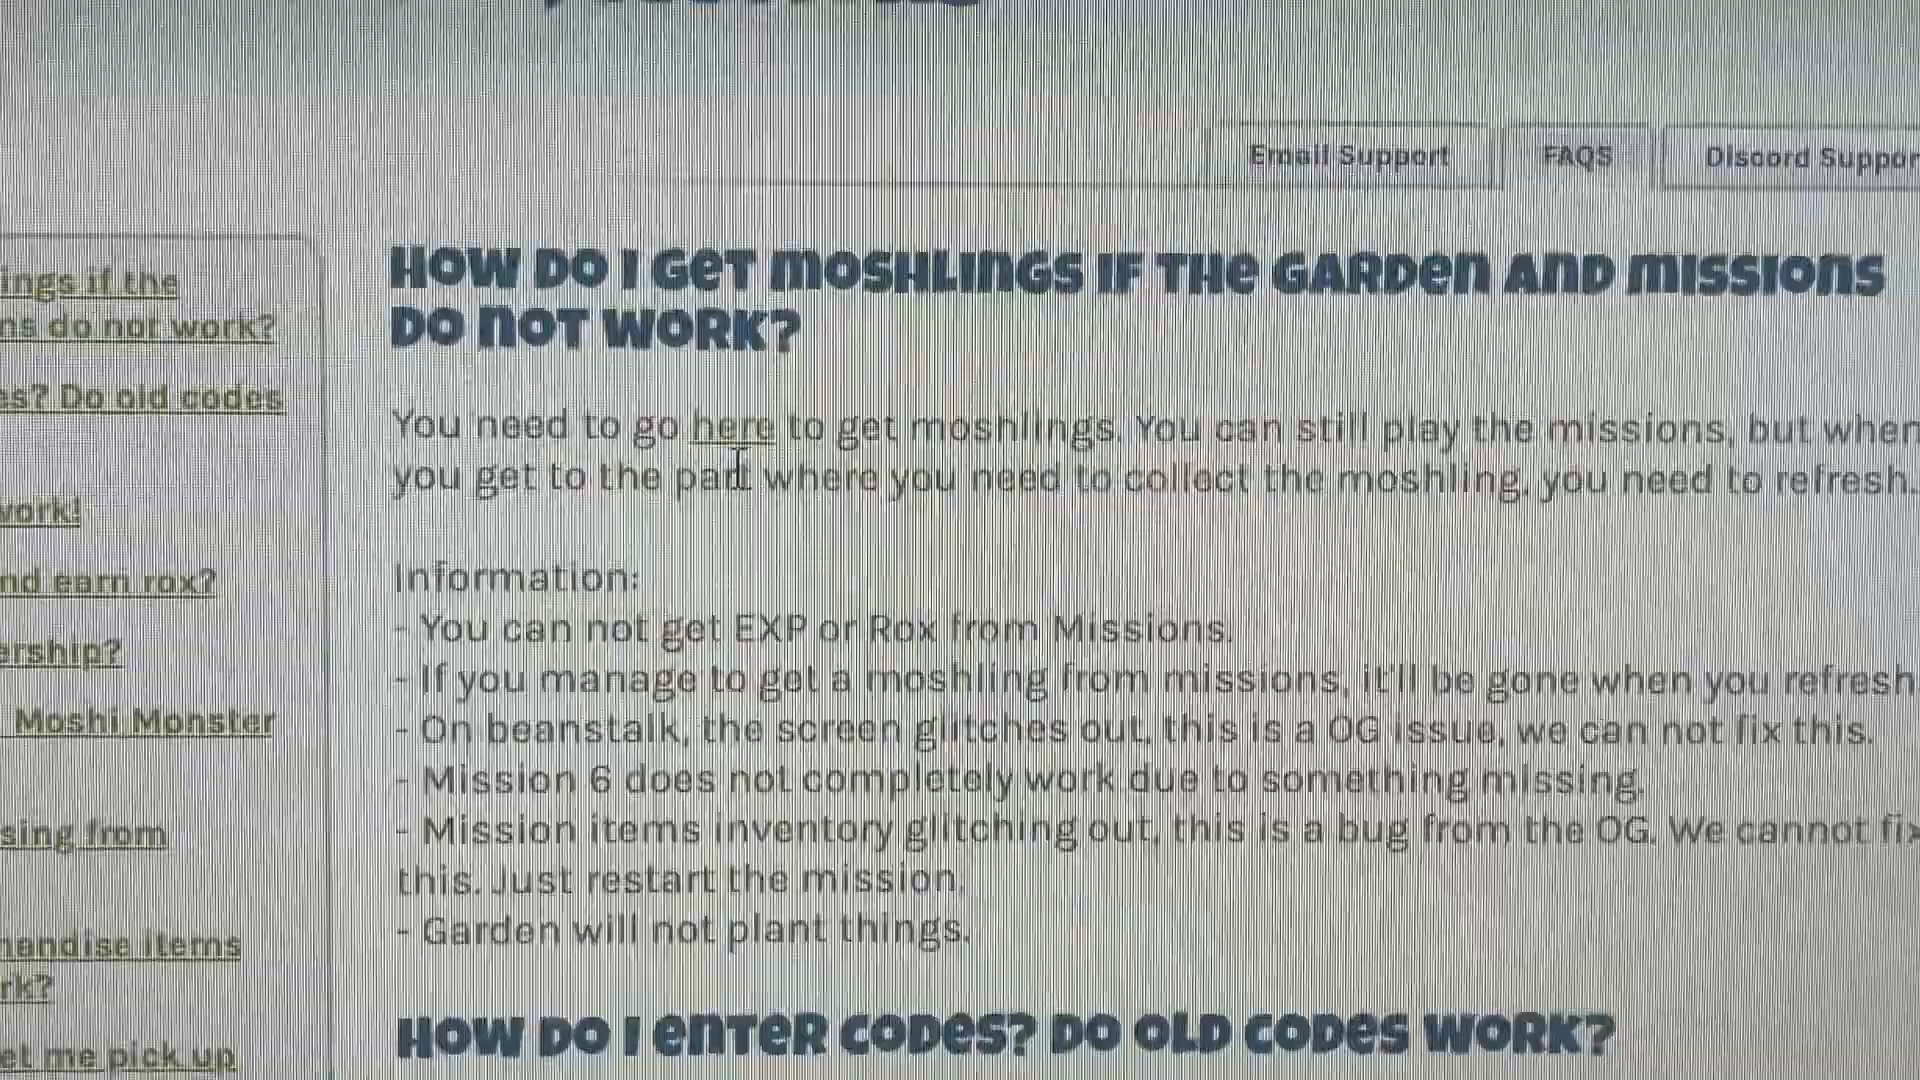 Email Support
FAQS
Discord Suppor
ings if the
ns do not work?
es? Do old codes
work!
nd earn rox?
ership?
Moshi Monster
sing from
handise items
rk?
et me pick up
HOW DO I GET MOSHLINGS IF THE GARDEN AND MISSIONS
DO NOT WORK?
You need to go here to get moshlings. You can still play the missions, but when
you get to the part where you need to collect the moshling, you need to refresh.
Information:
- You can not get EXP or Rox from Missions.
- If you manage to get a moshling from missions, it'll be gone when you refresh
- On beanstalk, the screen glitches out, this is a OG issue, we can not fix this.
- Mission 6 does not completely work due to something missing.
- Mission items inventory glitching out, this is a bug from the OG. We cannot fix
this. Just restart the mission.
- Garden will not plant things.
HOW DO I ENTER CODES? DO OLD CODES WORK?